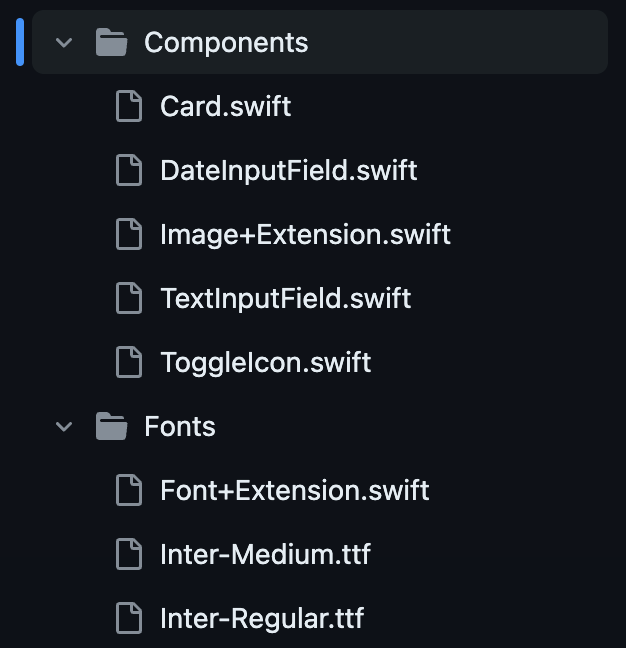 Components
Card.swift
DateInputField.swift
Image+Extension.swift
TextInputField.swift
ToggleIcon.swift
Fonts
Font+Extension.swift
Inter-Medium.ttf
Inter-Regular.ttf